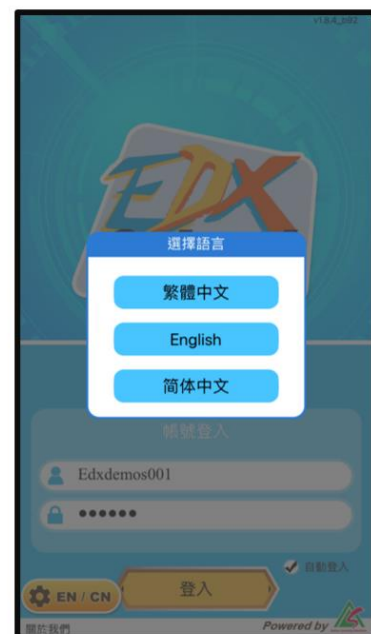 v1.8.4_b82
EDX
選擇語言
繁體中文
English
简体中文
帳號登入
Edxdemos001
●●●●●●
自動登入
EN / CN
登入
關於我們
Powered by